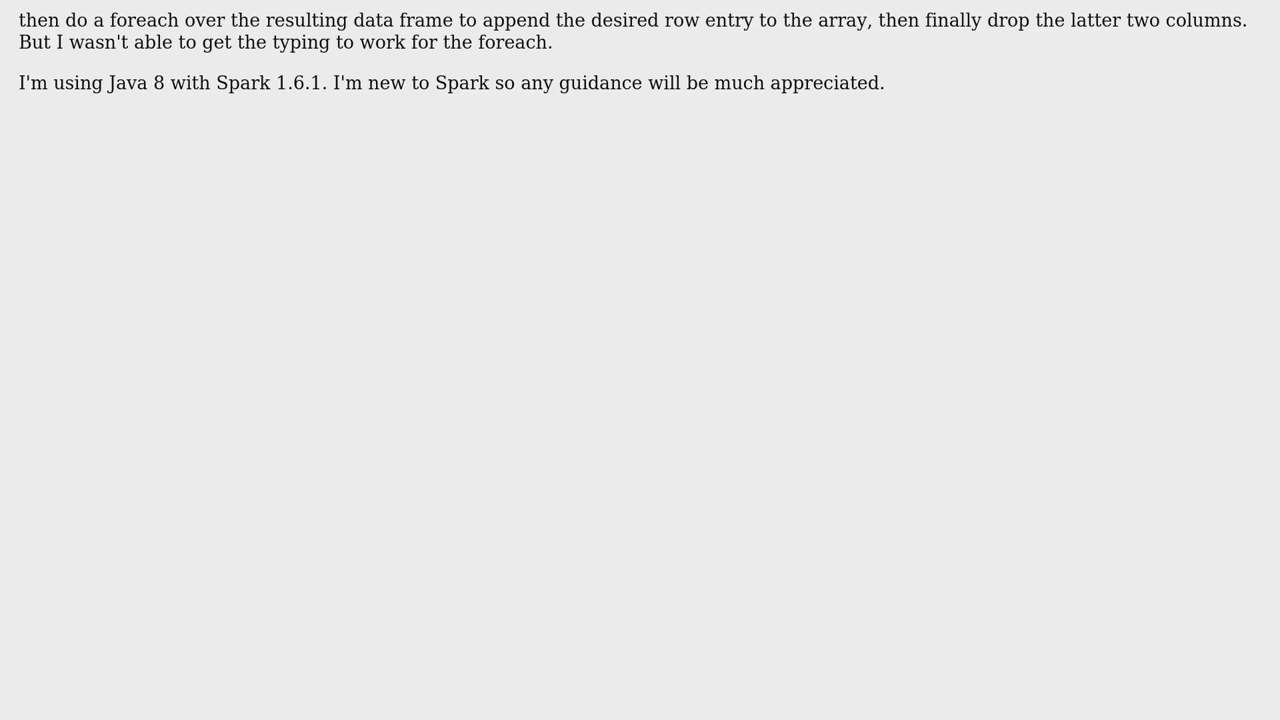 then do a foreach over the resulting data frame to append the desired row entry to the array, then finally drop the latter two columns.
But I wasn't able to get the typing to work for the foreach.
I'm using Java 8 with Spark 1.6.1. I'm new to Spark so any guidance will be much appreciated.